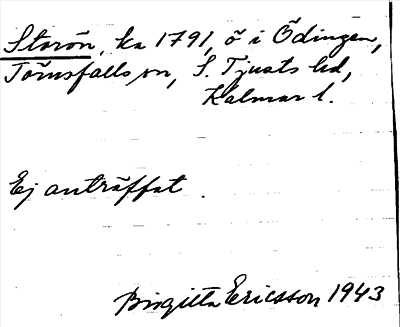 Storön, ka 1791, ö i Ödingen,
Törnsfalls sn, S. Tjusts hd,
Kalmar l.
Ej anträffat.
Birgitta Ericsson 1943